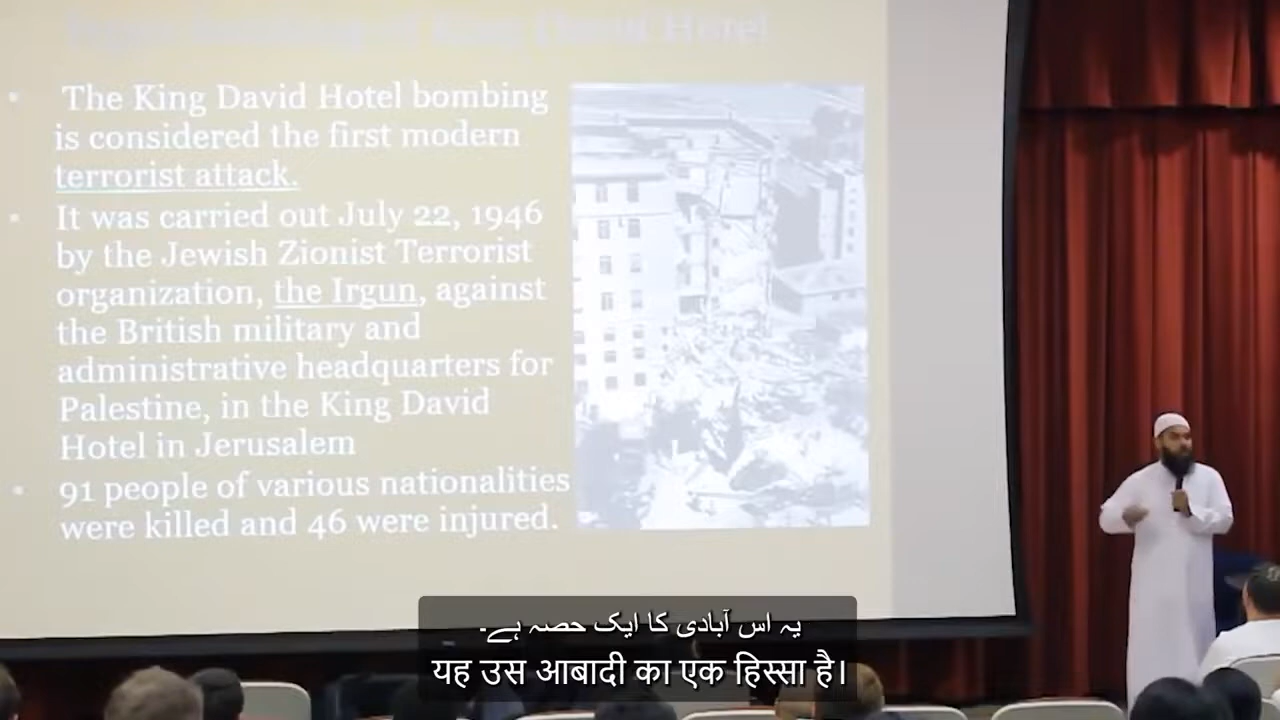 Hotel
The King David Hotel bombing
is considered the first modern
terrorist attack.
It was carried out July 22, 1946
by the Jewish Zionist Terrorist
organization, the Irgun, against
the British military and
administrative headquarters for
Palestine, in the King David
Hotel in Jerusalem
91 people of various nationalities
were killed and 46 were injured.
یہ اس آبادی کا ایک حصہ ہے۔
यह उस आबादी का एक हिस्सा है।